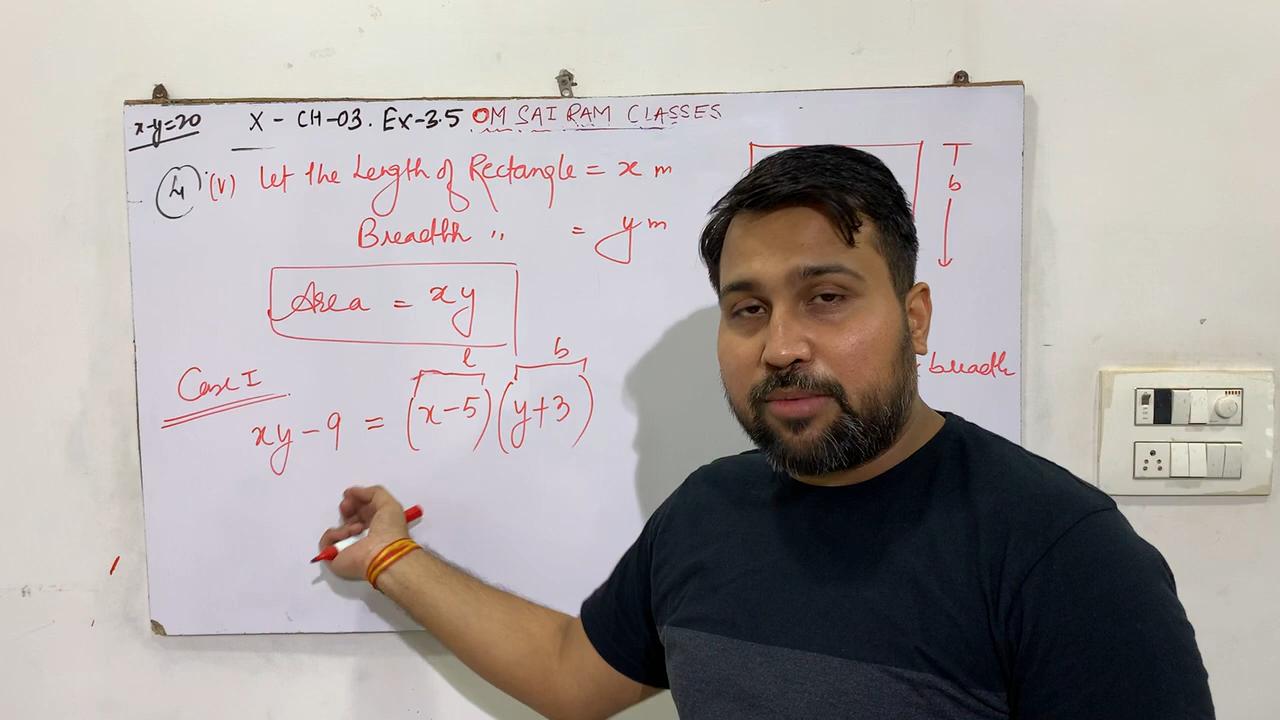 x-y=20
X - CH-03. Ex-3.5 OM SAI RAM CLASSES
4 (V) Let the Length of Rectangle = x m
Breadth ,, = y m
b
Area = xy
l b
Case I
xy - 9 = (x-5)(y+3)
breadth